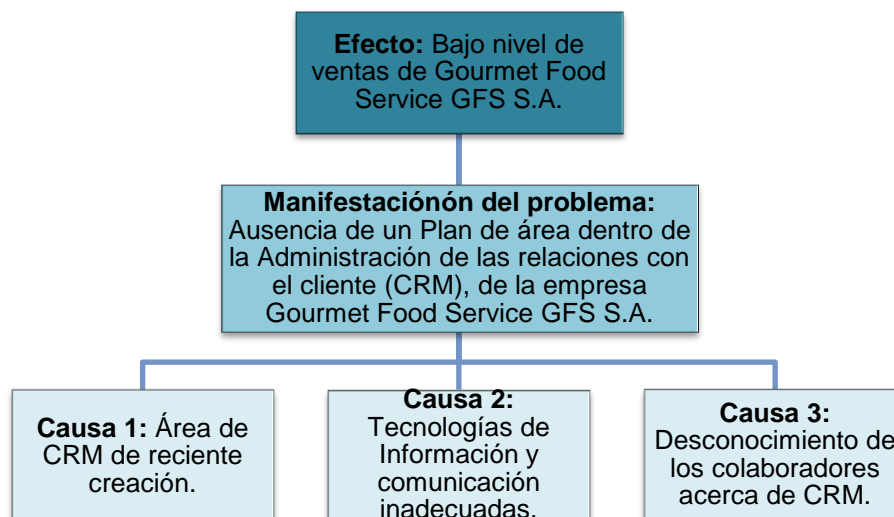 Efecto: Bajo nivel de
ventas de Gourmet Food
Service GFS S.A.
Manifestaciónón del problema:
Ausencia de un Plan de área dentro de
la Administración de las relaciones con
el cliente (CRM), de la empresa
Gourmet Food Service GFS S.A.
Causa 1: Área de
CRM de reciente
creación.
Causa 2:
Tecnologías de
Información y
comunicación
inadecuadas.
Causa 3:
Desconocimiento de
los colaboradores
acerca de CRM.